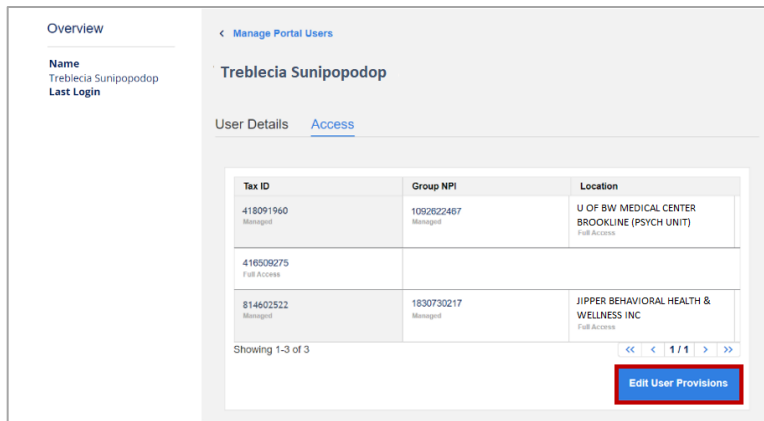 Overview
Name
Treblecia Sunipopodop
Last Login
< Manage Portal Users
Treblecia Sunipopodop
User Details Access
Tax ID Group NPI Location
418091960 1092622467 U OF BW MEDICAL CENTER
Managed Managed BROOKLINE (PSYCH UNIT)
Full Access
416509275
Full Access
814602522 1830730217 JIPPER BEHAVIORAL HEALTH &
Managed Managed WELLNESS INC
Full Access
Showing 1-3 of 3 << < 1 / 1 > >>
Edit User Provisions